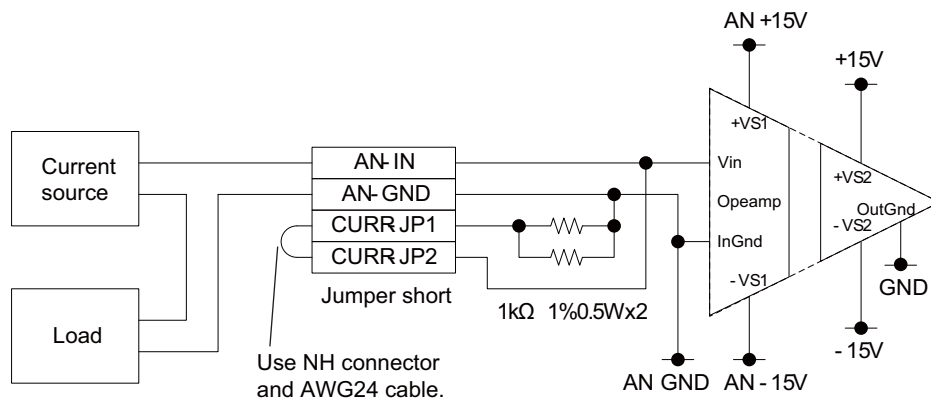 AN +15V
+15V
Current
source
AN-IN
AN-GND
CURR-JP1
CURR-JP2
Jumper short
Load
Use NH connector
and AWG24 cable.
1kΩ 1%0.5Wx2
+VS1
Vin
Opeamp
InGnd
-VS1
+VS2
OutGnd
-VS2
GND
-15V
AN GND
AN -15V